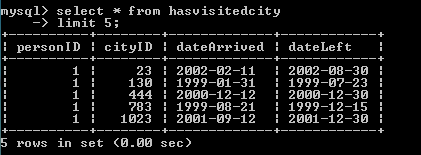 mysql> select * from hasvisitedcity
    -> limit 5;
+----------+--------+-------------+------------+
| personID | cityID | dateArrived | dateLeft   |
+----------+--------+-------------+------------+
|        1 |     23 | 2002-02-11  | 2002-08-30 |
|        1 |    130 | 1999-01-31  | 1999-07-23 |
|        1 |    444 | 2000-12-12  | 2000-12-30 |
|        1 |    783 | 1999-08-21  | 1999-12-15 |
|        1 |   1023 | 2001-09-12  | 2001-12-30 |
+----------+--------+-------------+------------+
5 rows in set (0.00 sec)